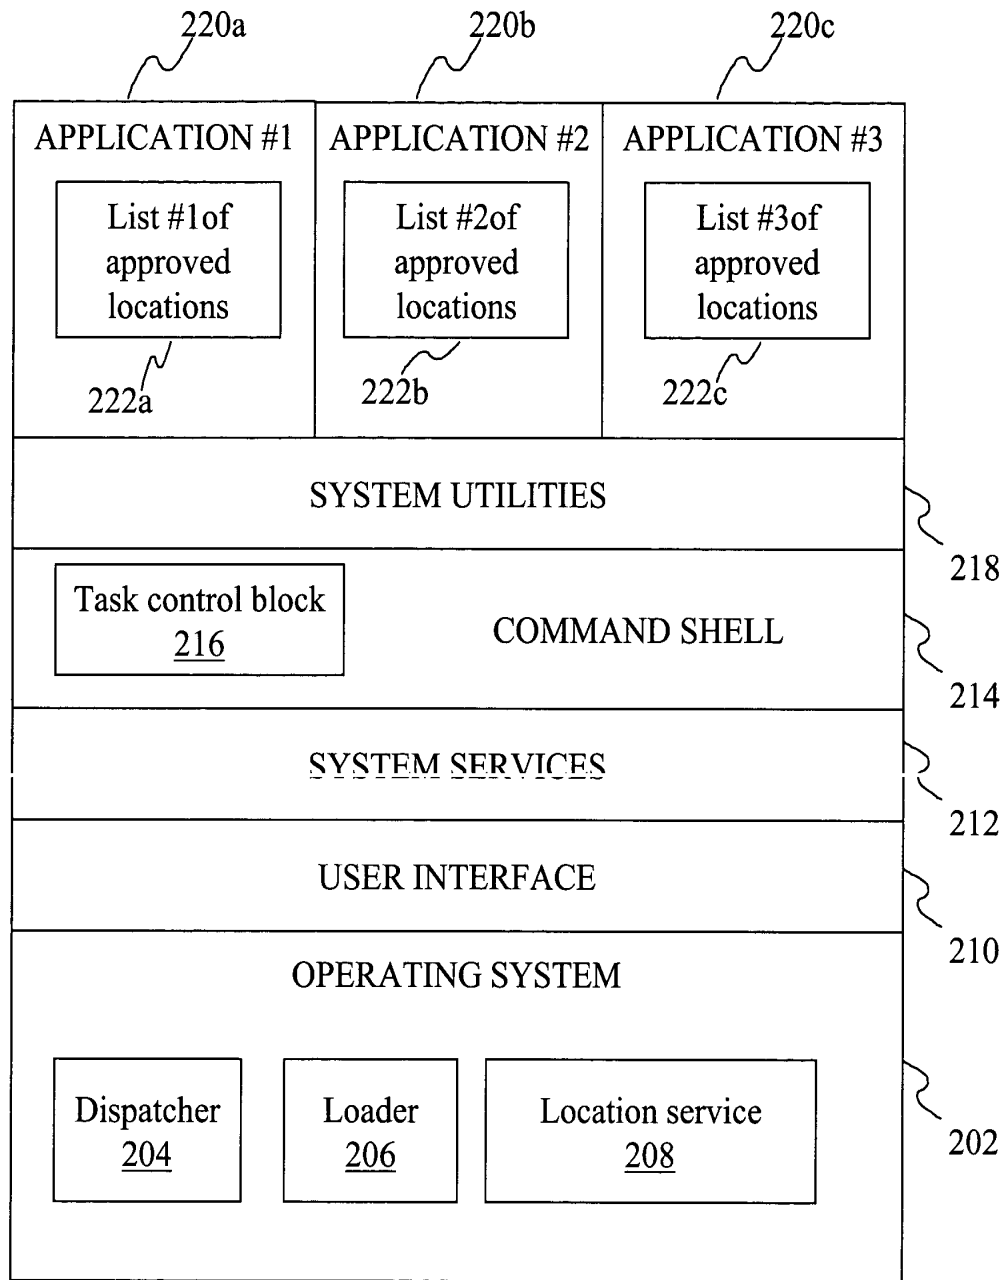 220a 220b 220c
APPLICATION #1 APPLICATION #2 APPLICATION #3
List #1of List #2of List #3of
approved approved approved
locations locations locations
222a 222b 222c
SYSTEM UTILITIES
218
Task control block
216
COMMAND SHELL
214
SYSTEM SERVICES
212
USER INTERFACE
210
OPERATING SYSTEM
Dispatcher Loader Location service
204 206 208
202